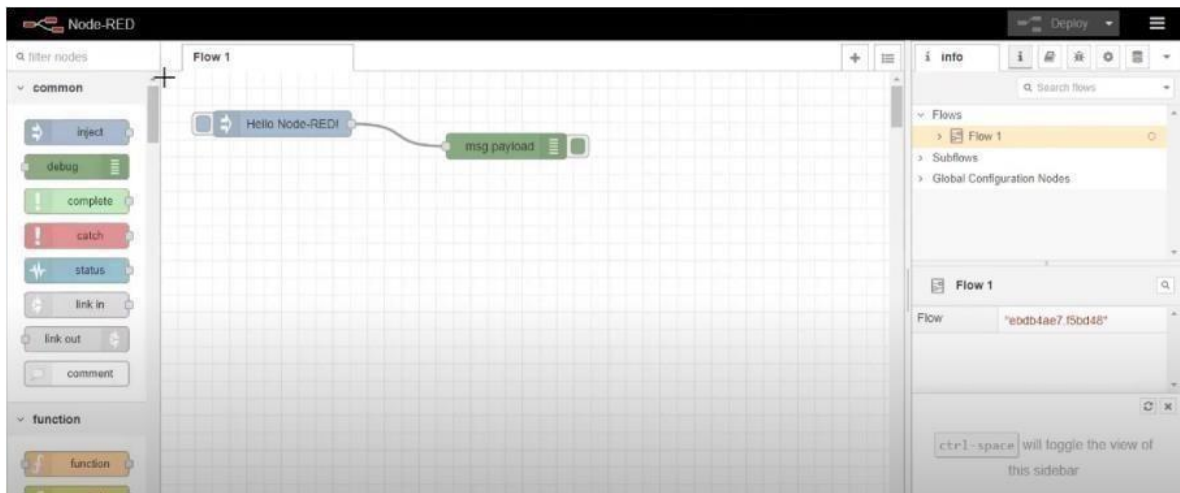 Node-RED
Deploy
filter nodes
Flow 1
info
i
common
Search flows
inject
Hello Node-RED!
Flows
Flow 1
debug
msg payload
Subflows
Global Configuration Nodes
complete
catch
status
link in
Flow 1
link out
Flow
"ebdb4ae7.f5bd48"
comment
function
ctrl-space will toggle the view of
this sidebar
function